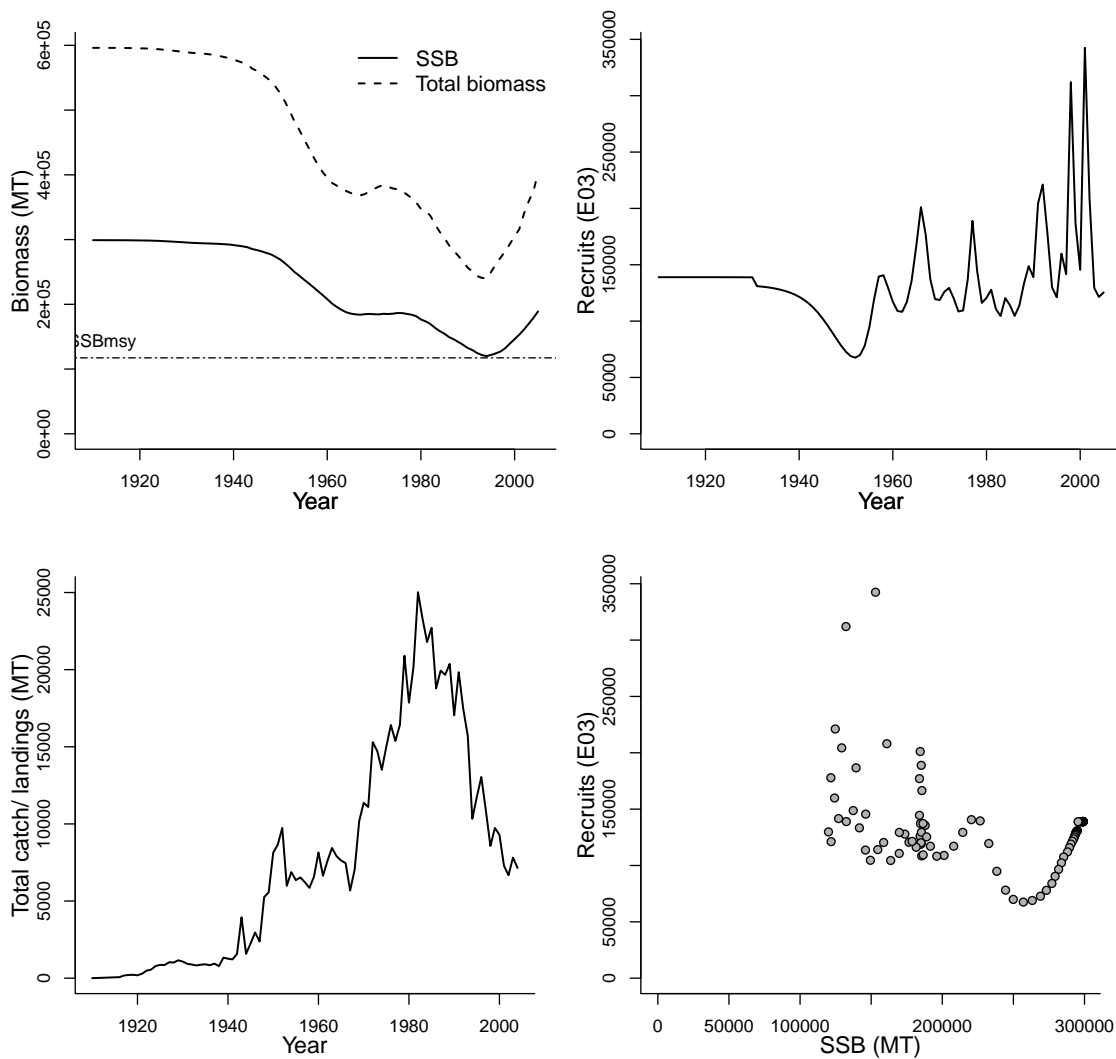 SSB
Total biomass
Biomass (MT)
0e+00
2e+05
4e+05
6e+05
SSBmsy
1920
1940
1960
1980
2000
Year
Recruits (E03)
0
50000
150000
250000
350000
1920
1940
1960
1980
2000
Year
Total catch/ landings (MT)
0
5000
10000
15000
20000
25000
1920
1940
1960
1980
2000
Year
Recruits (E03)
0
50000
150000
250000
350000
0
50000
100000
200000
300000
SSB (MT)